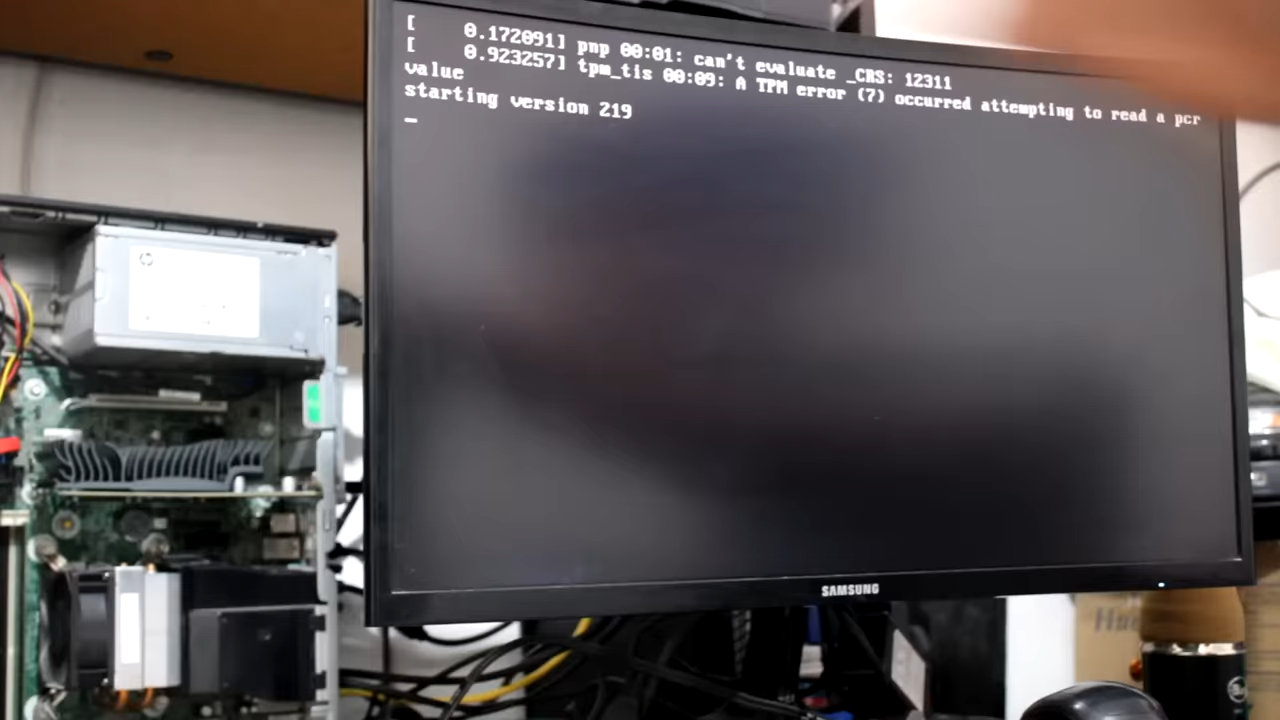 [    0.172091] pnp 00:01: can't evaluate _CRS: 12311
[    0.923257] tpm_tis 00:09: A TPM error (7) occurred attempting to read a pcr
value
starting version 219
SAMSUNG
hp